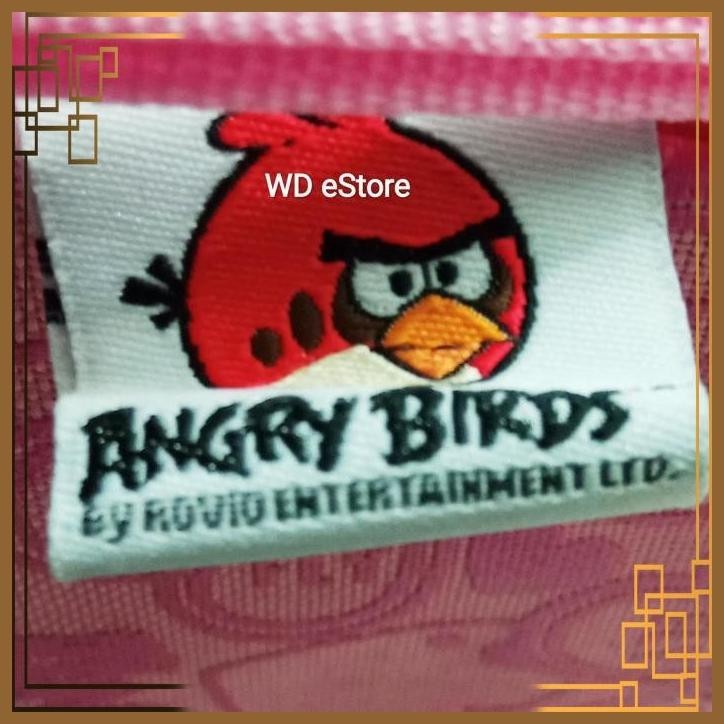 WD eStore
ANGRY BIRDS
By ROVIO ENTERTAINMENT LTD.